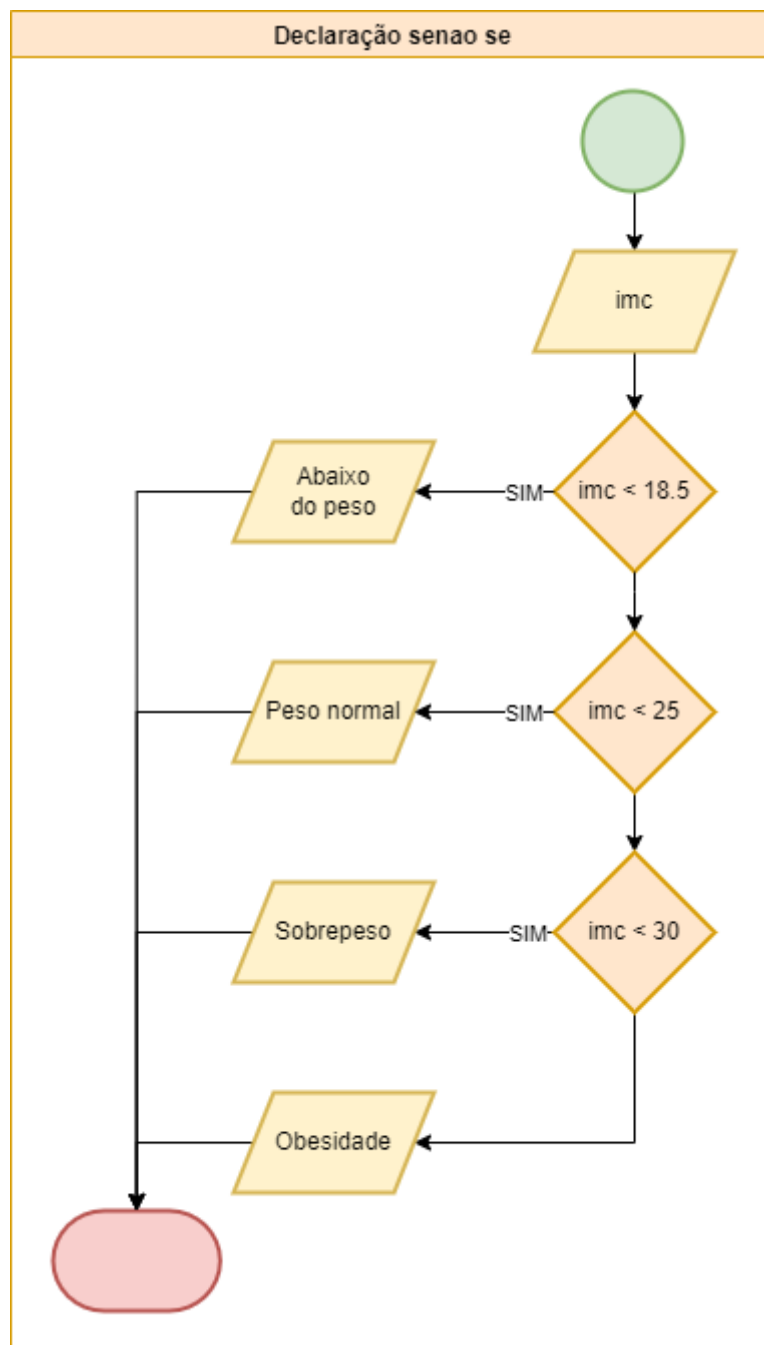 Declaração senao se
imc
Abaixo
do peso
SIM
imc < 18.5
Peso normal
SIM
imc < 25
Sobrepeso
SIM
imc < 30
Obesidade